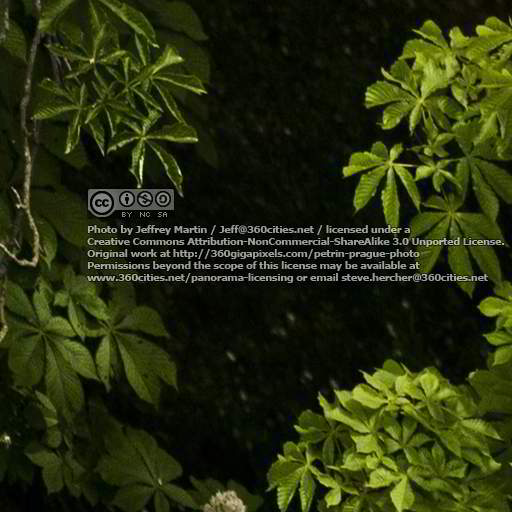 cc
BY NC SA
Photo by Jeffrey Martin / Jeff@360cities.net / licensed under a
Creative Commons Attribution-NonCommercial-ShareAlike 3.0 Unported License.
Original work at http://360gigapixels.com/petrin-prague-photo
Permissions beyond the scope of this license may be available at
www.360cities.net/panorama-licensing or email steve.hercher@360cities.net